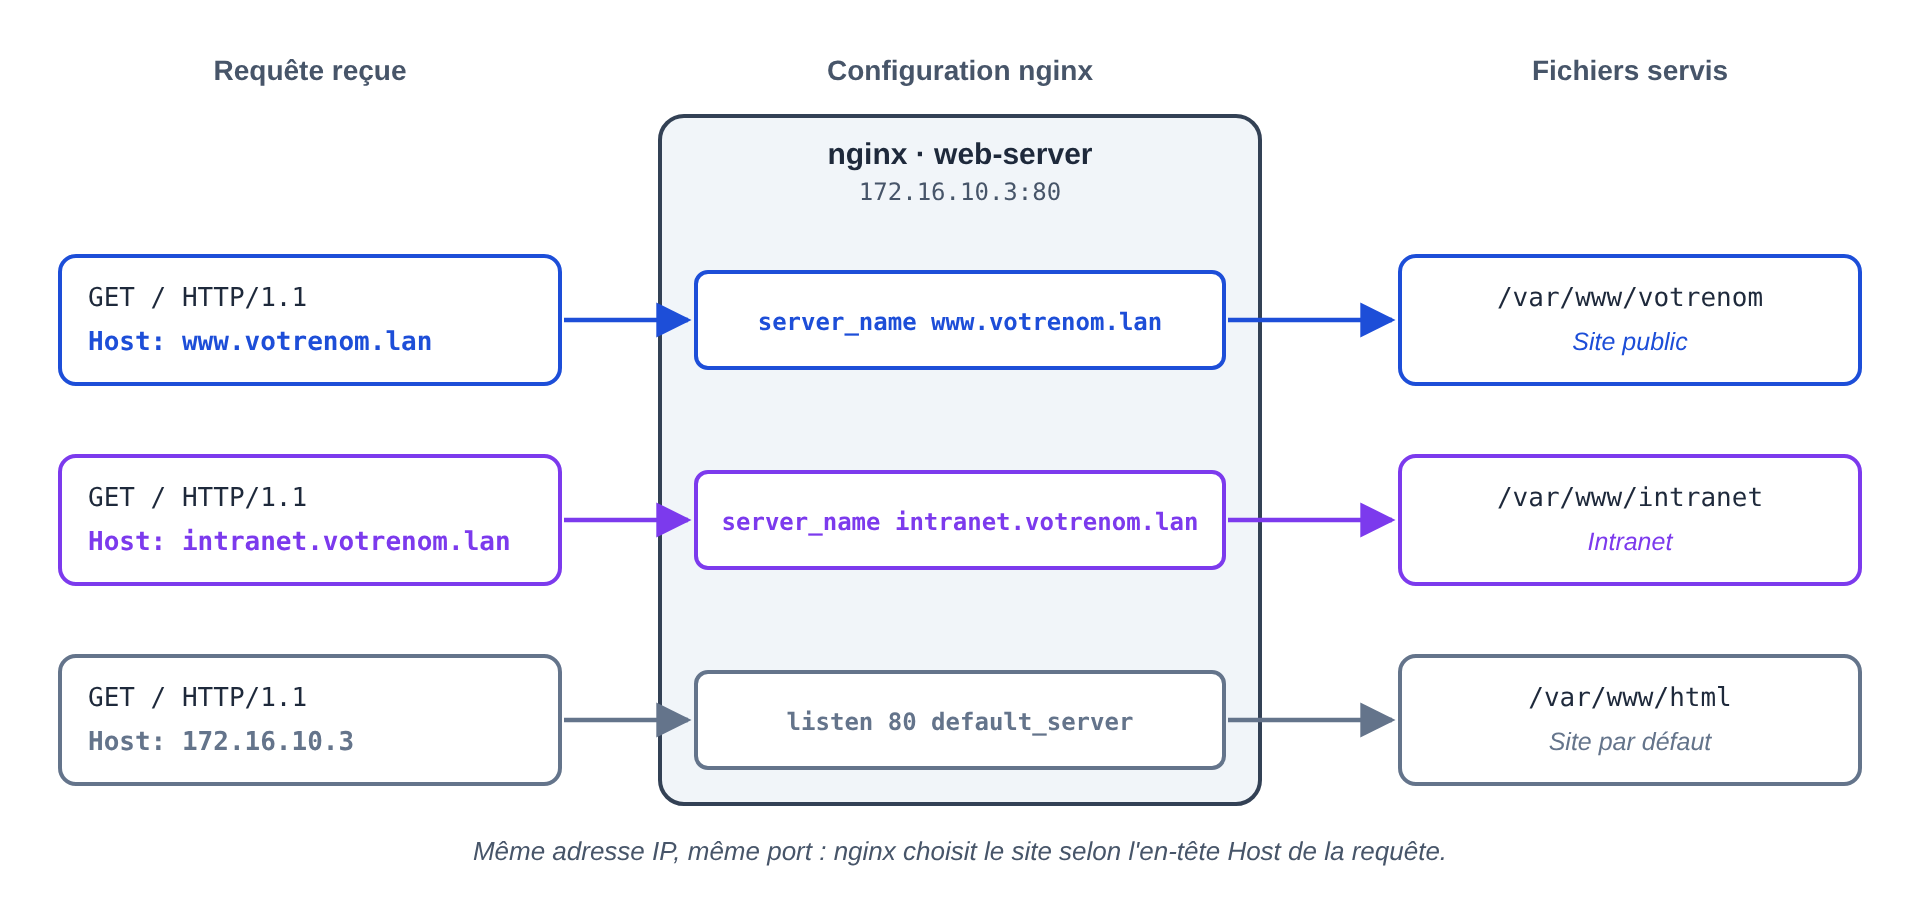 Requête reçue
Configuration nginx
Fichiers servis
nginx · web-server
172.16.10.3:80
GET / HTTP/1.1
Host: www.votrenom.lan
server_name www.votrenom.lan
/var/www/votrenom
Site public
GET / HTTP/1.1
Host: intranet.votrenom.lan
server_name intranet.votrenom.lan
/var/www/intranet
Intranet
GET / HTTP/1.1
Host: 172.16.10.3
listen 80 default_server
/var/www/html
Site par défaut
Même adresse IP, même port : nginx choisit le site selon l'en-tête Host de la requête.